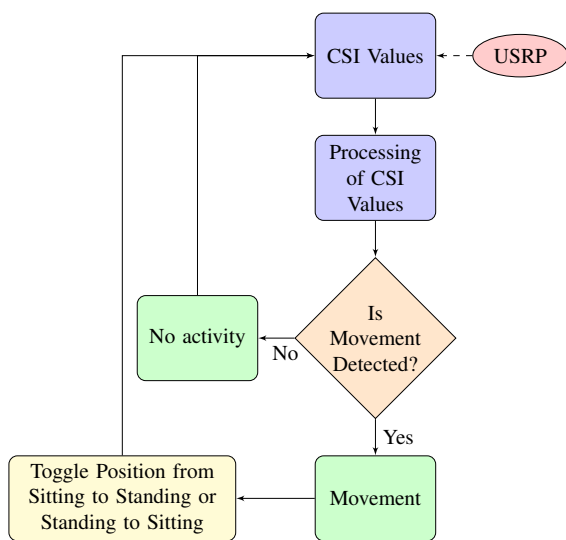 CSI Values
USRP
Processing
of CSI
Values
Is
Movement
Detected?
No activity
No
Yes
Toggle Position from
Sitting to Standing or
Standing to Sitting
Movement